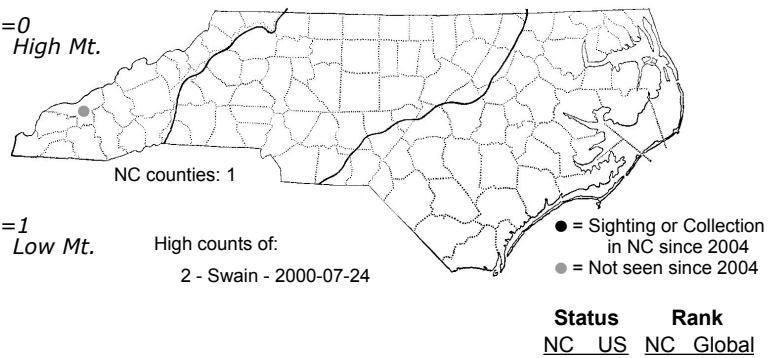 =0
High Mt.
NC counties: 1
=1
Low Mt.
High counts of:
2 - Swain - 2000-07-24
● = Sighting or Collection
in NC since 2004
● = Not seen since 2004
Status Rank
NC US NC Global